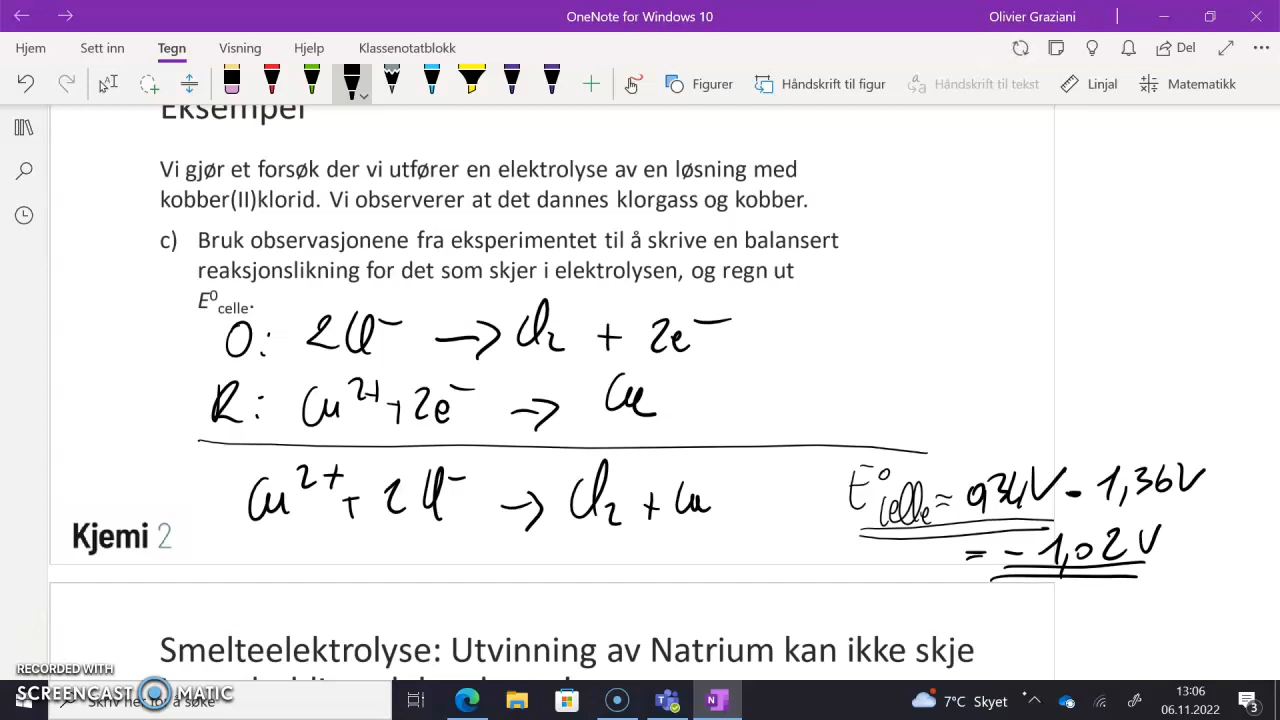 OneNote for Windows 10
Olivier Graziani
Hjem Sett inn Tegn Visning Hjelp Klassenotatblokk
Del
Figurer Håndskrift til figur Håndskrift til tekst Linjal Matematikk
Eksempel
Vi gjør et forsøk der vi utfører en elektrolyse av en løsning med
kobber(II)klorid. Vi observerer at det dannes klorgass og kobber.
c) Bruk observasjonene fra eksperimentet til å skrive en balansert
reaksjonslikning for det som skjer i elektrolysen, og regn ut
E⁰celle.
O: 2Cl⁻ → Cl₂ + 2e⁻
R: Cu²⁺ + 2e⁻ → Cu
Cu²⁺ + 2Cl⁻ → Cl₂ + Cu
E°celle = 0,34V - 1,36V
= -1,02V
Kjemi 2
Smelteelektrolyse: Utvinning av Natrium kan ikke skje
RECORDED WITH
SCREENCAST MATIC
Skriv her for å søke
7°C Skyet
13:06
06.11.2022
3